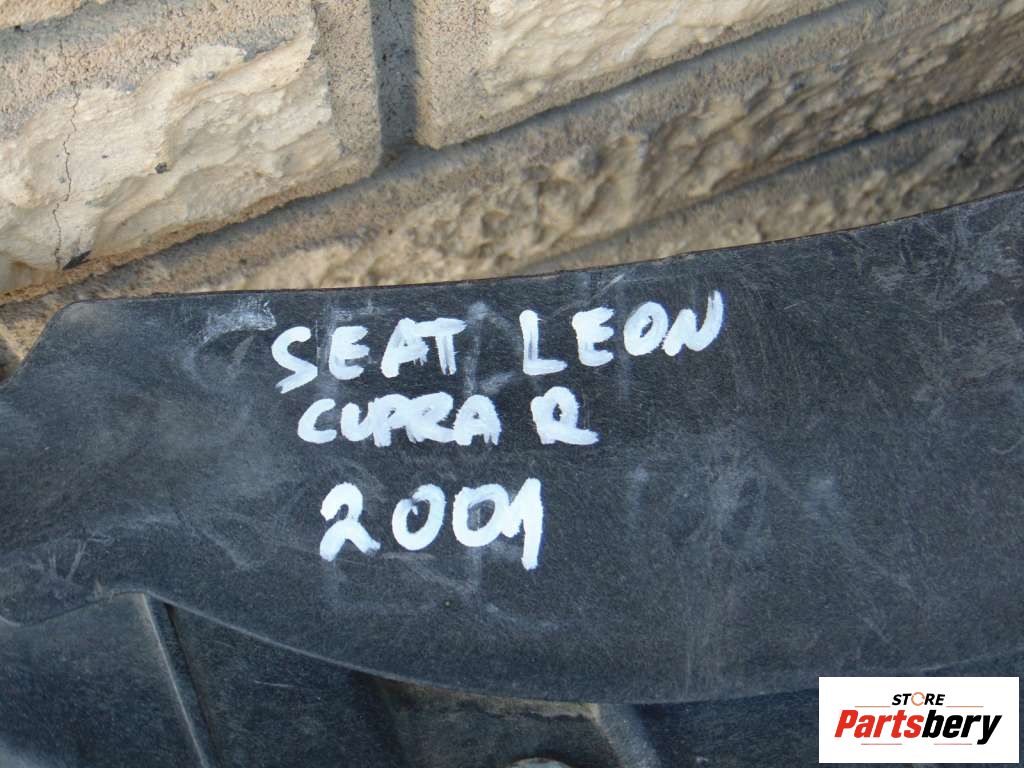 SEAT LEON
CUPRA R
2001
STORE
Partsbery